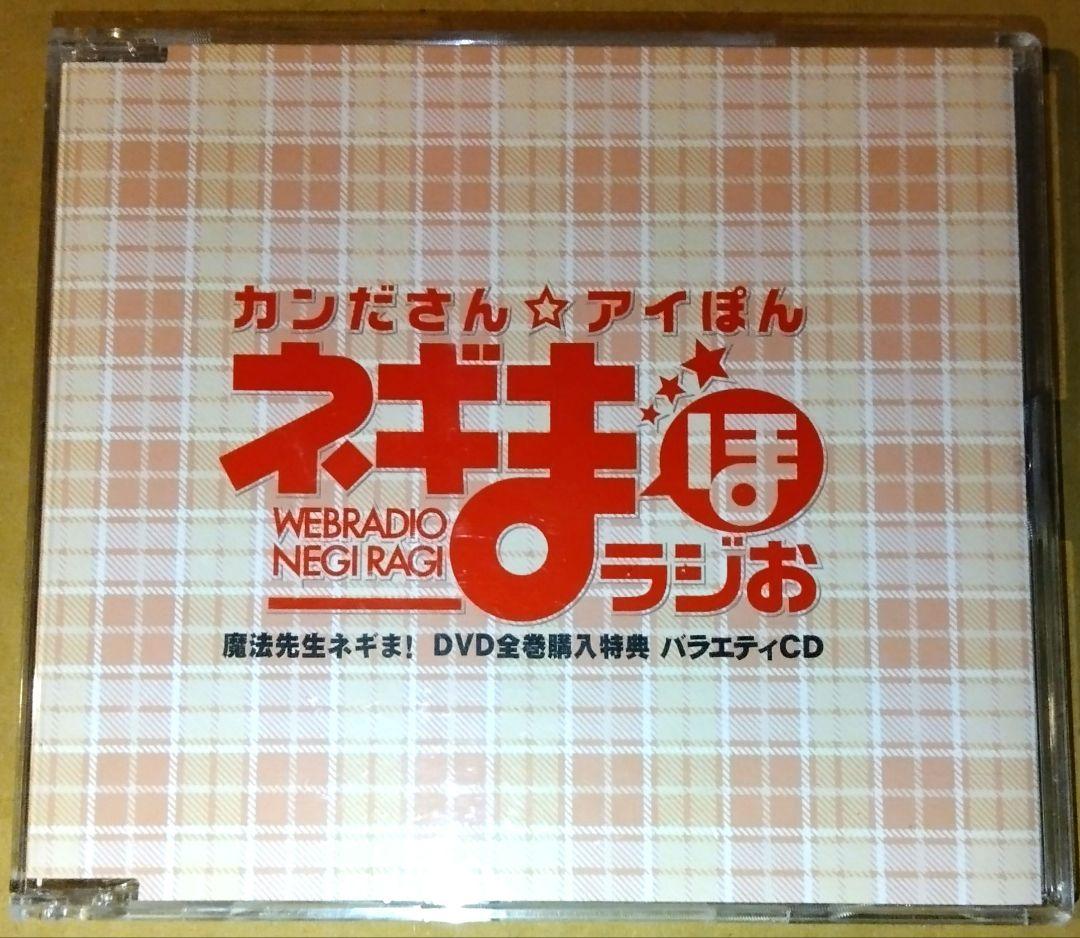 カンださん☆アイぽん
ネギまほ
WEBRADIO
NEGI RAGI
ラジお
魔法先生ネギま! DVD全巻購入特典 バラエティCD